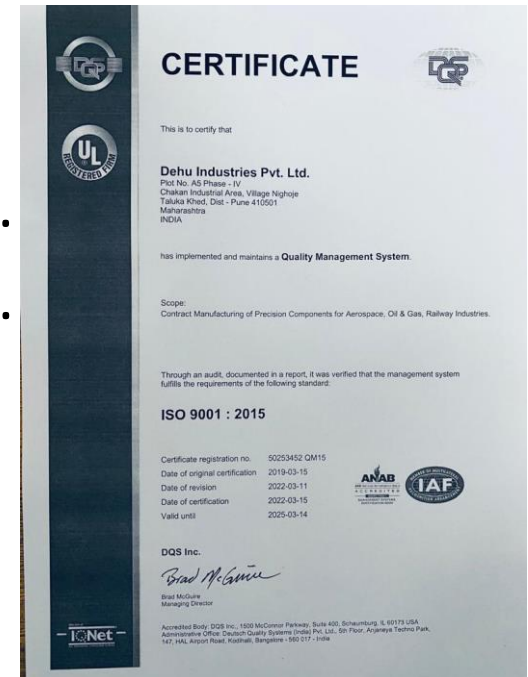 DQS
CERTIFICATE
DQS
This is to certify that
UL
REGISTERED FIRM
Dehu Industries Pvt. Ltd.
Plot No. A5 Phase - IV
Chakan Industrial Area, Village Nighoje
Taluka Khed, Dist - Pune 410501
Maharashtra
INDIA
has implemented and maintains a Quality Management System.
Scope:
Contract Manufacturing of Precision Components for Aerospace, Oil & Gas, Railway Industries.
Through an audit, documented in a report, it was verified that the management system
fulfills the requirements of the following standard:
ISO 9001 : 2015
Certificate registration no. 50253452 QM15
Date of original certification 2019-03-15
Date of revision 2022-03-11
Date of certification 2022-03-15
Valid until 2025-03-14
ANAB
ACCREDITED
IAF
DQS Inc.
Brad McGuire
Brad McGuire
Managing Director
IQNet
Accredited Body: DQS Inc., 1500 McConnor Parkway, Suite 400, Schaumburg, IL 60173 USA
Administrative Office: Deutsch Quality Systems (India) Pvt. Ltd., 5th Floor, Anjaneya Techno Park,
147, HAL Airport Road, Kodihalli, Bangalore - 560 017 - India